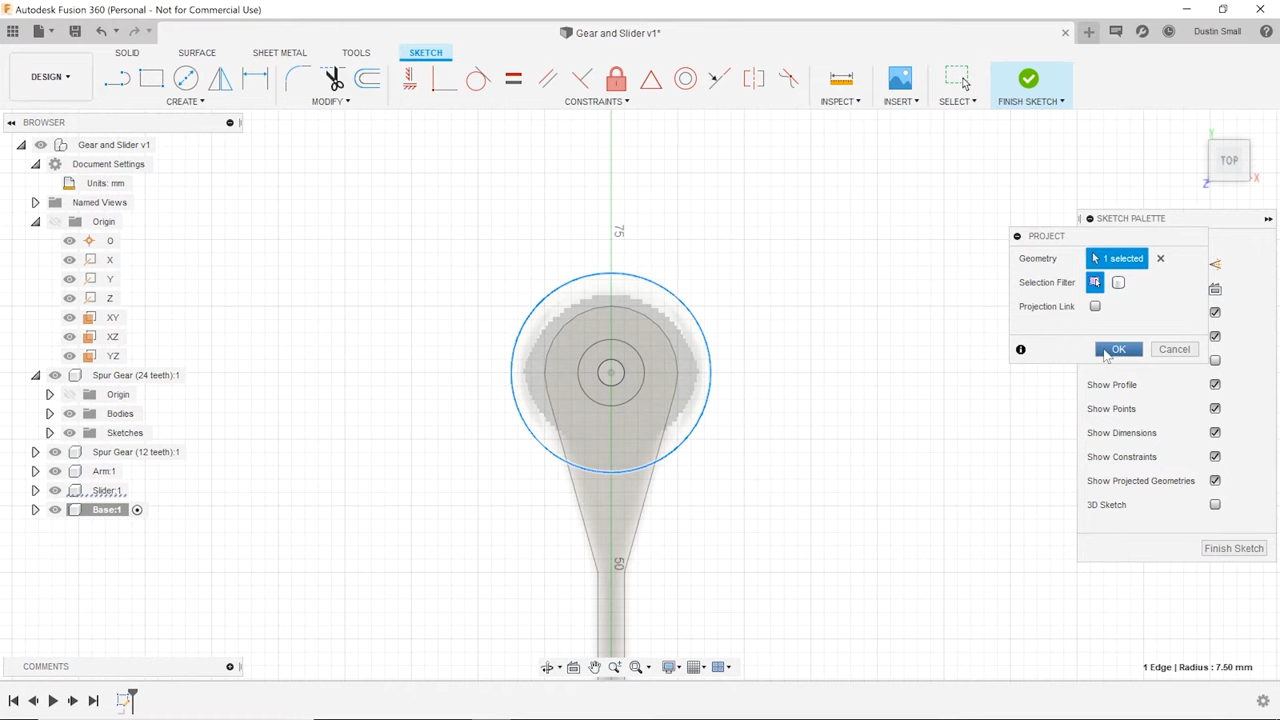 Autodesk Fusion 360 (Personal - Not for Commercial Use)
Gear and Slider v1*
Dustin Small
DESIGN
SOLID SURFACE SHEET METAL TOOLS SKETCH
CREATE MODIFY CONSTRAINTS INSPECT INSERT SELECT FINISH SKETCH
BROWSER
Gear and Slider v1
Document Settings
Units: mm
Named Views
Origin
O
X
Y
Z
XY
XZ
YZ
Spur Gear (24 teeth):1
Origin
Bodies
Sketches
Spur Gear (12 teeth):1
Arm:1
Slider:1
Base:1
75
50
Y
TOP
X
Z
SKETCH PALETTE
PROJECT
Geometry 1 selected
Selection Filter
Projection Link
OK Cancel
Show Profile
Show Points
Show Dimensions
Show Constraints
Show Projected Geometries
3D Sketch
Finish Sketch
COMMENTS
1 Edge | Radius : 7.50 mm